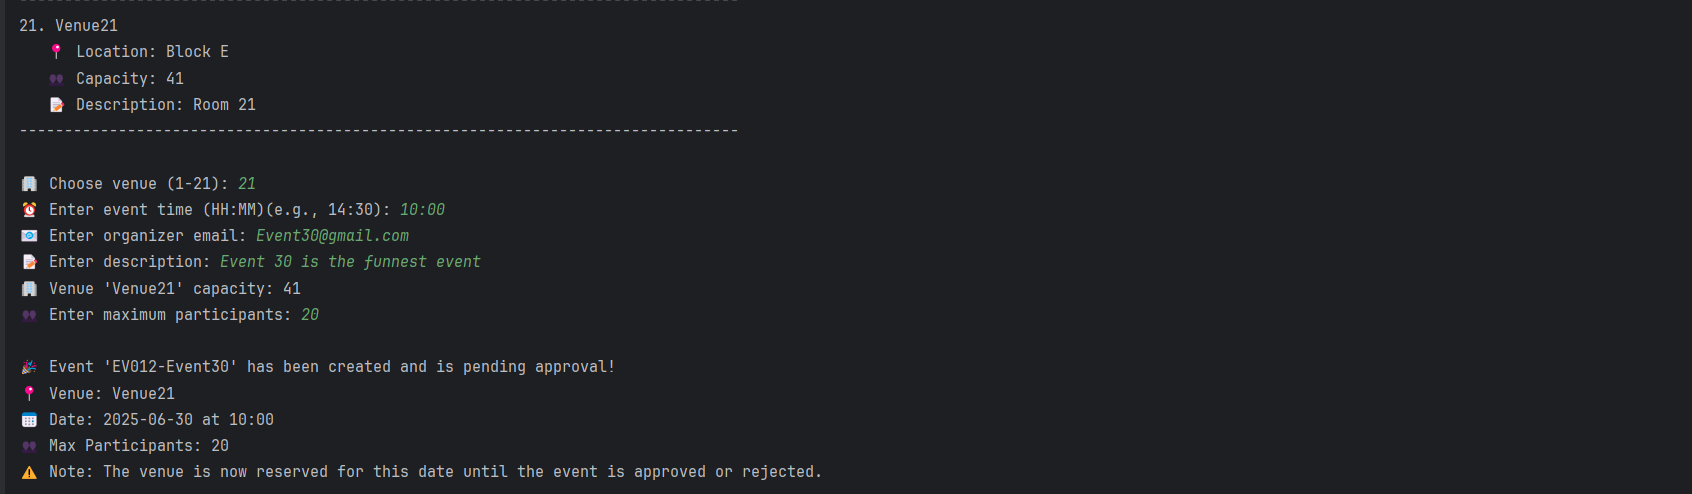 --------------------------------------------------------------------------------
21. Venue21
📍 Location: Block E
👥 Capacity: 41
📝 Description: Room 21
--------------------------------------------------------------------------------
🏢 Choose venue (1-21): 21
⏰ Enter event time (HH:MM)(e.g., 14:30): 10:00
📧 Enter organizer email: Event30@gmail.com
📝 Enter description: Event 30 is the funnest event
🏢 Venue 'Venue21' capacity: 41
👥 Enter maximum participants: 20
🎉 Event 'EV012-Event30' has been created and is pending approval!
📍 Venue: Venue21
📅 Date: 2025-06-30 at 10:00
👥 Max Participants: 20
⚠️ Note: The venue is now reserved for this date until the event is approved or rejected.